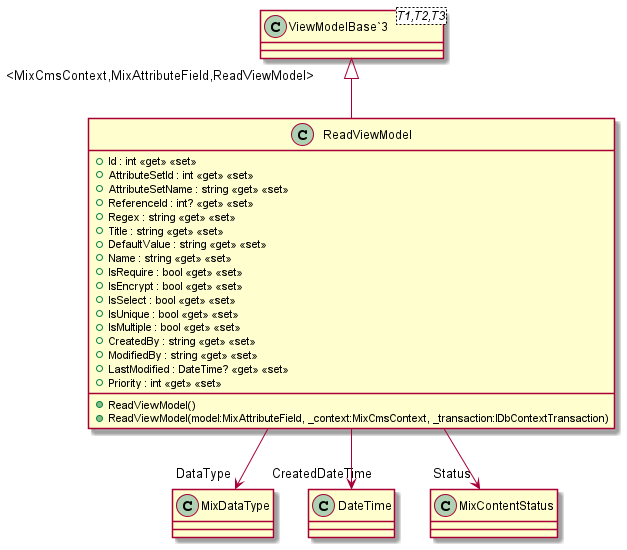 T1,T2,T3
C ViewModelBase`3
<MixCmsContext,MixAttributeField,ReadViewModel>
C ReadViewModel
Id : int «get» «set»
AttributeSetId : int «get» «set»
AttributeSetName : string «get» «set»
ReferenceId : int? «get» «set»
Regex : string «get» «set»
Title : string «get» «set»
DefaultValue : string «get» «set»
Name : string «get» «set»
IsRequire : bool «get» «set»
IsEncrypt : bool «get» «set»
IsSelect : bool «get» «set»
IsUnique : bool «get» «set»
IsMultiple : bool «get» «set»
CreatedBy : string «get» «set»
ModifiedBy : string «get» «set»
LastModified : DateTime? «get» «set»
Priority : int «get» «set»
ReadViewModel()
ReadViewModel(model:MixAttributeField, _context:MixCmsContext, _transaction:IDbContextTransaction)
DataType CreatedDateTime Status
C MixDataType C DateTime C MixContentStatus